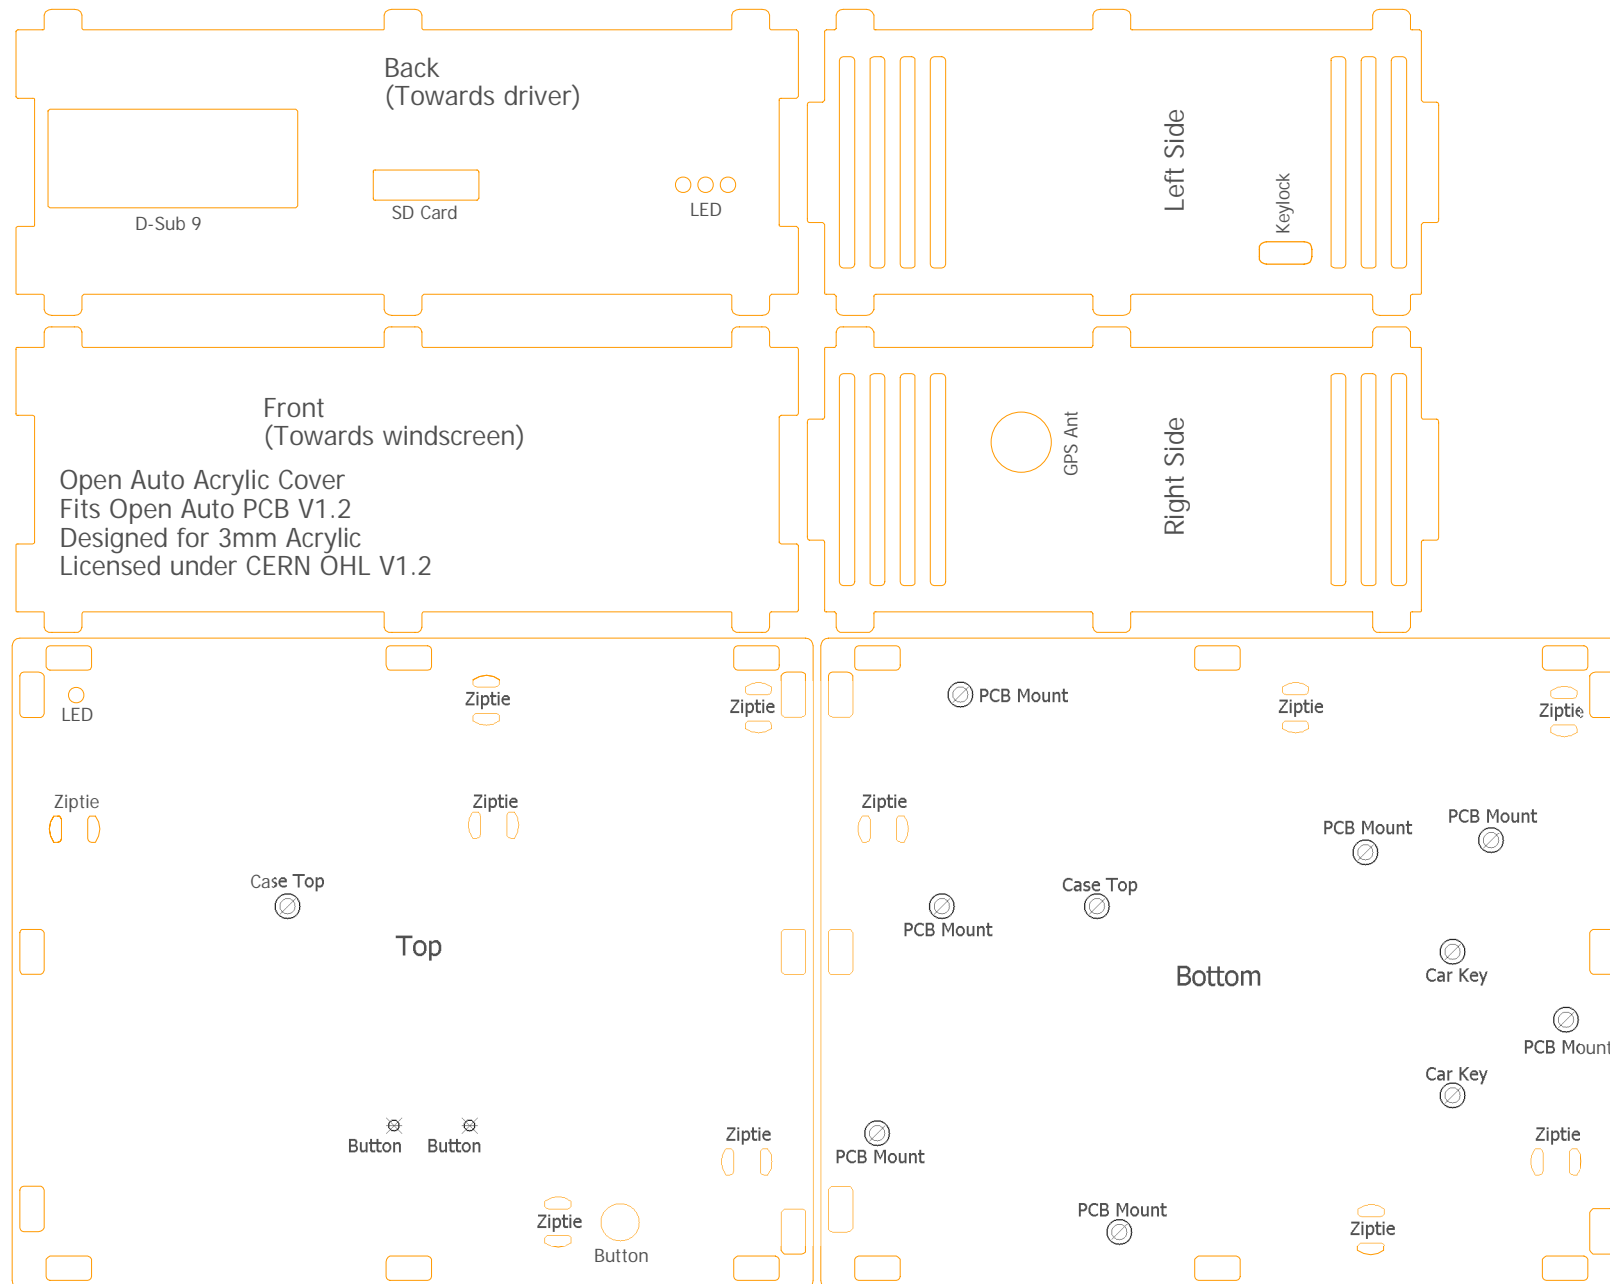 Back
(Towards driver)
D-Sub 9
SD Card
LED
Left Side
Keylock
Front
(Towards windscreen)
Open Auto Acrylic Cover
Fits Open Auto PCB V1.2
Designed for 3mm Acrylic
Licensed under CERN OHL V1.2
GPS Ant
Right Side
LED
Ziptie
Ziptie
Ziptie
Ziptie
Case Top
Top
Button
Button
Ziptie
Ziptie
Button
PCB Mount
Ziptie
Ziptie
Ziptie
PCB Mount
PCB Mount
Case Top
PCB Mount
Bottom
Car Key
PCB Mount
Car Key
PCB Mount
Ziptie
PCB Mount
Ziptie